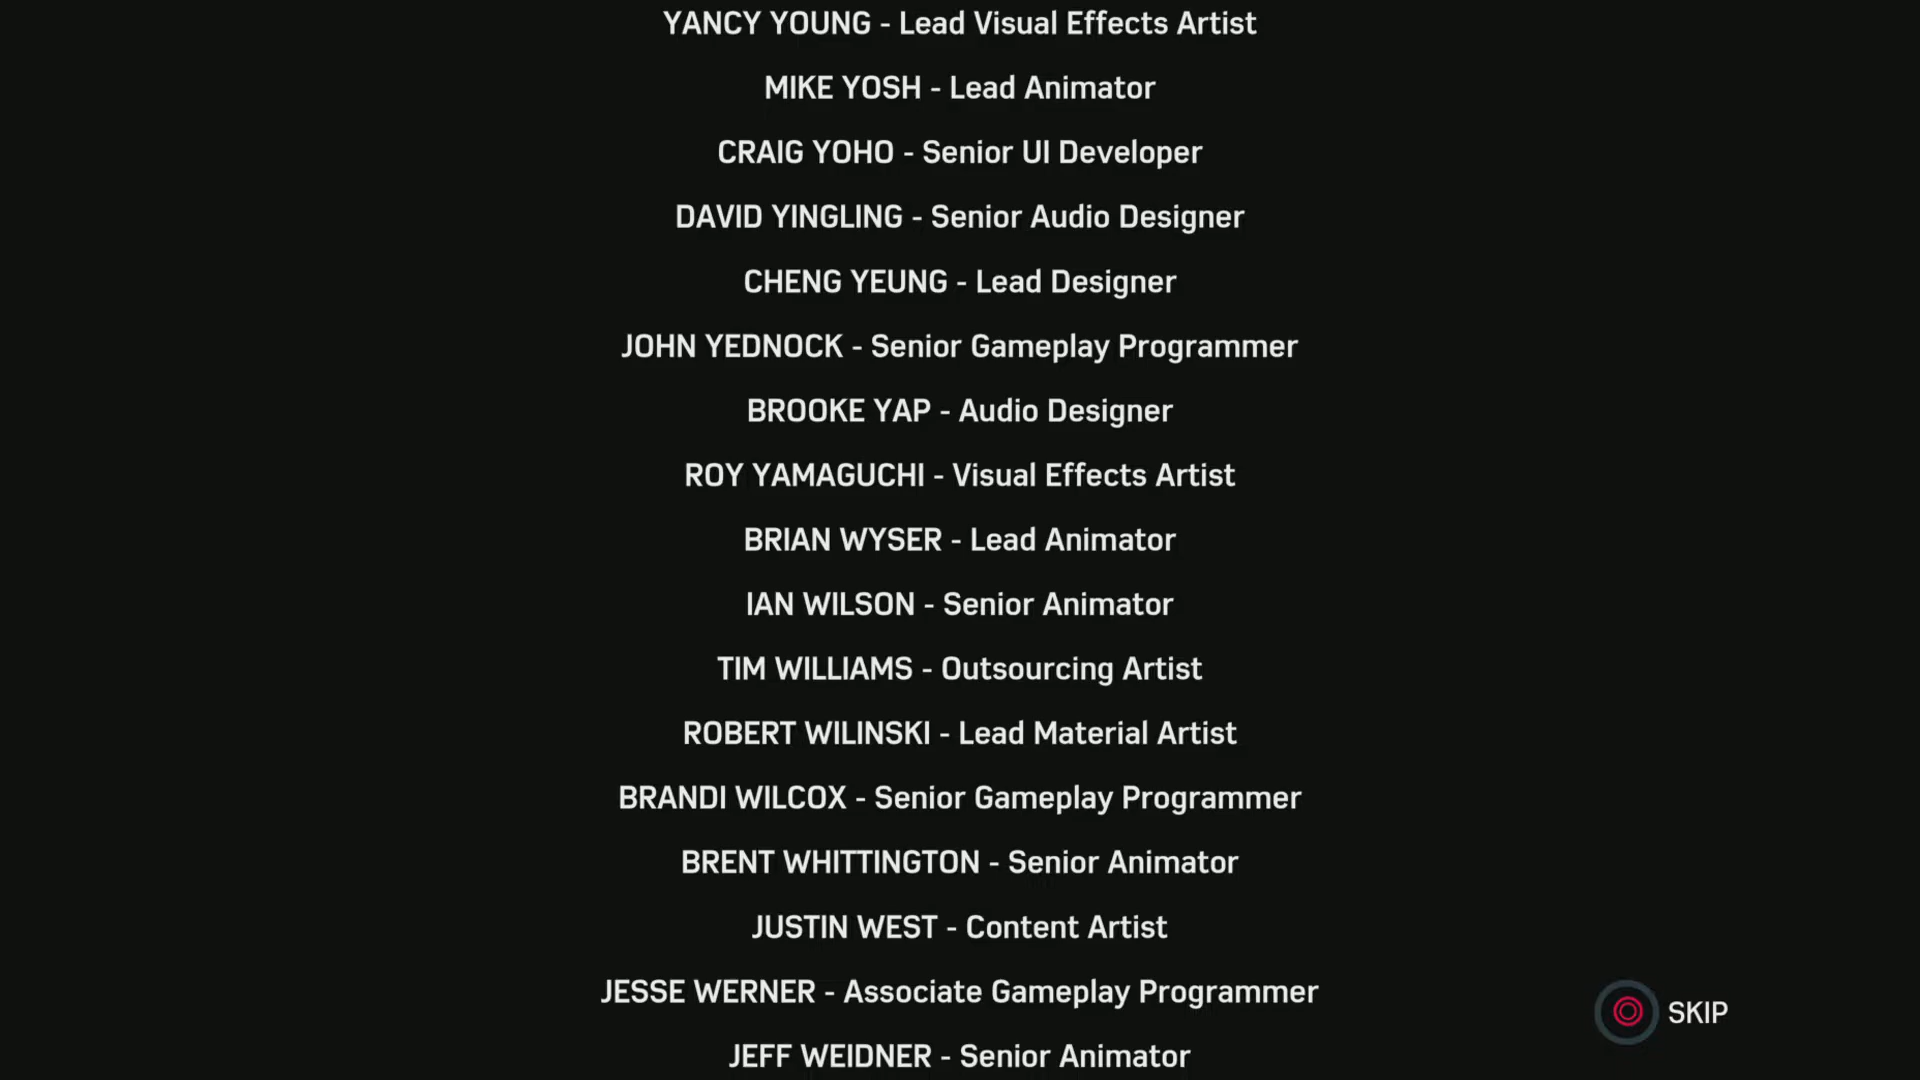 YANCY YOUNG - Lead Visual Effects Artist
MIKE YOSH - Lead Animator
CRAIG YOHO - Senior UI Developer
DAVID YINGLING - Senior Audio Designer
CHENG YEUNG - Lead Designer
JOHN YEDNOCK - Senior Gameplay Programmer
BROOKE YAP - Audio Designer
ROY YAMAGUCHI - Visual Effects Artist
BRIAN WYSER - Lead Animator
IAN WILSON - Senior Animator
TIM WILLIAMS - Outsourcing Artist
ROBERT WILINSKI - Lead Material Artist
BRANDI WILCOX - Senior Gameplay Programmer
BRENT WHITTINGTON - Senior Animator
JUSTIN WEST - Content Artist
JESSE WERNER - Associate Gameplay Programmer
SKIP
JEFF WEIDNER - Senior Animator